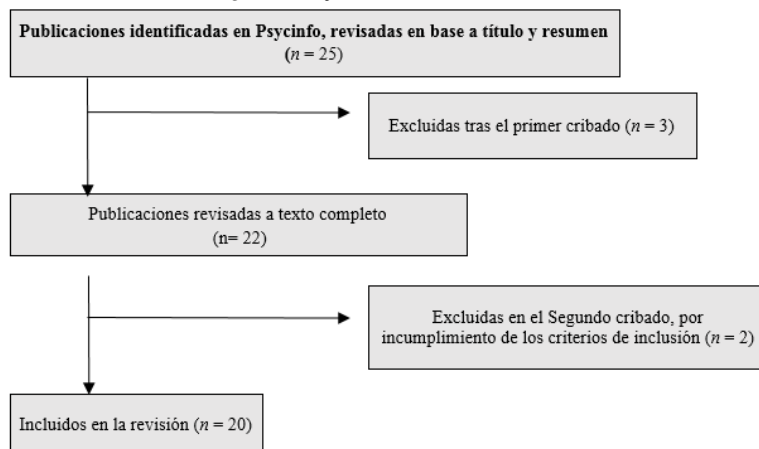 Publicaciones identificadas en Psycinfo, revisadas en base a título y resumen
(n = 25)
Excluidas tras el primer cribado (n = 3)
Publicaciones revisadas a texto completo
(n= 22)
Excluidas en el Segundo cribado, por
incumplimiento de los criterios de inclusión (n = 2)
Incluidos en la revisión (n = 20)